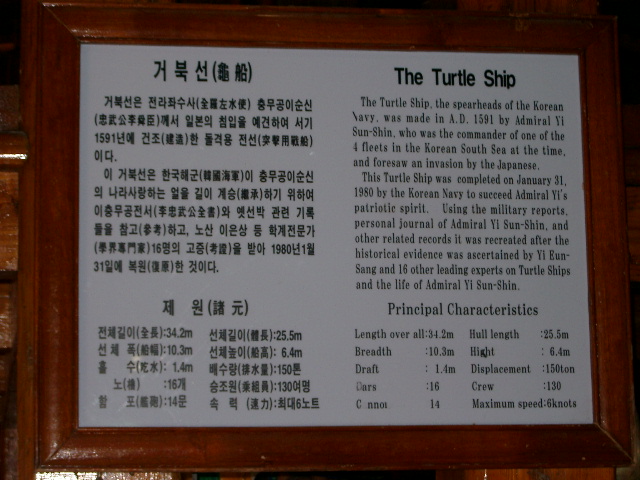 거북선(龜船)
거북선은 전라좌수사(全羅左水使) 충무공이순신
(忠武公李舜臣)께서 일본의 침입을 예견하여 서기
1591년에 건조(建造)한 돌격용 전선(突擊用戰船)
이다.
이 거북선은 한국해군(韓國海軍)이 충무공이순신
의 나라사랑하는 얼을 길이 계승(繼承)하기 위하여
이충무공전서(李忠武公全書)와 옛선박 관련 기록
들을 참고(參考)하고, 노산 이은상 등 학계전문가
(學界專門家)16명의 고증(考證)을 받아 1980년1월
31일에 복원(復原)한 것이다.
제 원(諸元)
전체길이(全長):34.2m 선체길이(體長):25.5m
선체 폭(船幅):10.3m 선체높이(船高): 6.4m
흘 수(吃水): 1.4m 배수량(排水量):150톤
노(櫓) :16개 승조원(乘組員):130여명
함 포(艦砲):14문 속 력(速力):최대6노트
The Turtle Ship
The Turtle Ship, the spearheads of the Korean
Navy, was made in A.D. 1591 by Admiral Yi
Sun-Shin, who was the commander of one of the
4 fleets in the Korean South Sea at the time,
and foresaw an invasion by the Japanese.
This Turtle Ship was completed on January 31,
1980 by the Korean Navy to succeed Admiral Yi's
patriotic spirit. Using the military reports,
personal journal of Admiral Yi Sun-Shin, and
other related records it was recreated after the
historical evidence was ascertained by Yi Eun-
Sang and 16 other leading experts on Turtle Ships
and the life of Admiral Yi Sun-Shin.
Principal Characteristics
Length over all:34.2m Hull length :25.5m
Breadth :10.3m Hight : 6.4m
Draft : 1.4m Displacement :150ton
Oars :16 Crew :130
C nnon 14 Maximum speed:6knots